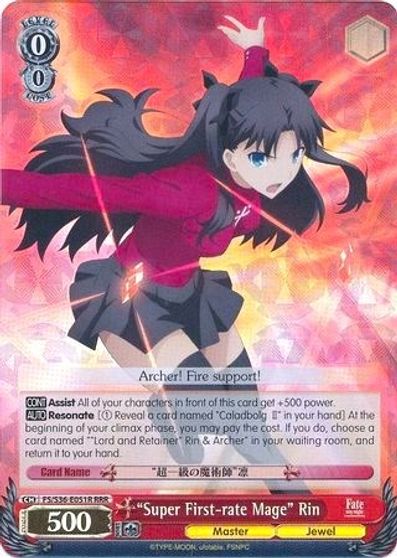 LEVEL
0
0
COST
Archer! Fire support!
CONT Assist All of your characters in front of this card get +500 power.
AUTO Resonate [① Reveal a card named "Caladbolg Ⅱ" in your hand] At the
beginning of your climax phase, you may pay the cost. If you do, choose a
card named ""Lord and Retainer" Rin & Archer" in your waiting room, and
return it to your hand.
Card Name
"超一級の魔術師"凛
CH FS/S36-E051R RRR
POWER
500
"Super First-rate Mage" Rin
Master
Jewel
Fate
stay night
©TYPE-MOON, ufotable, FSNPC